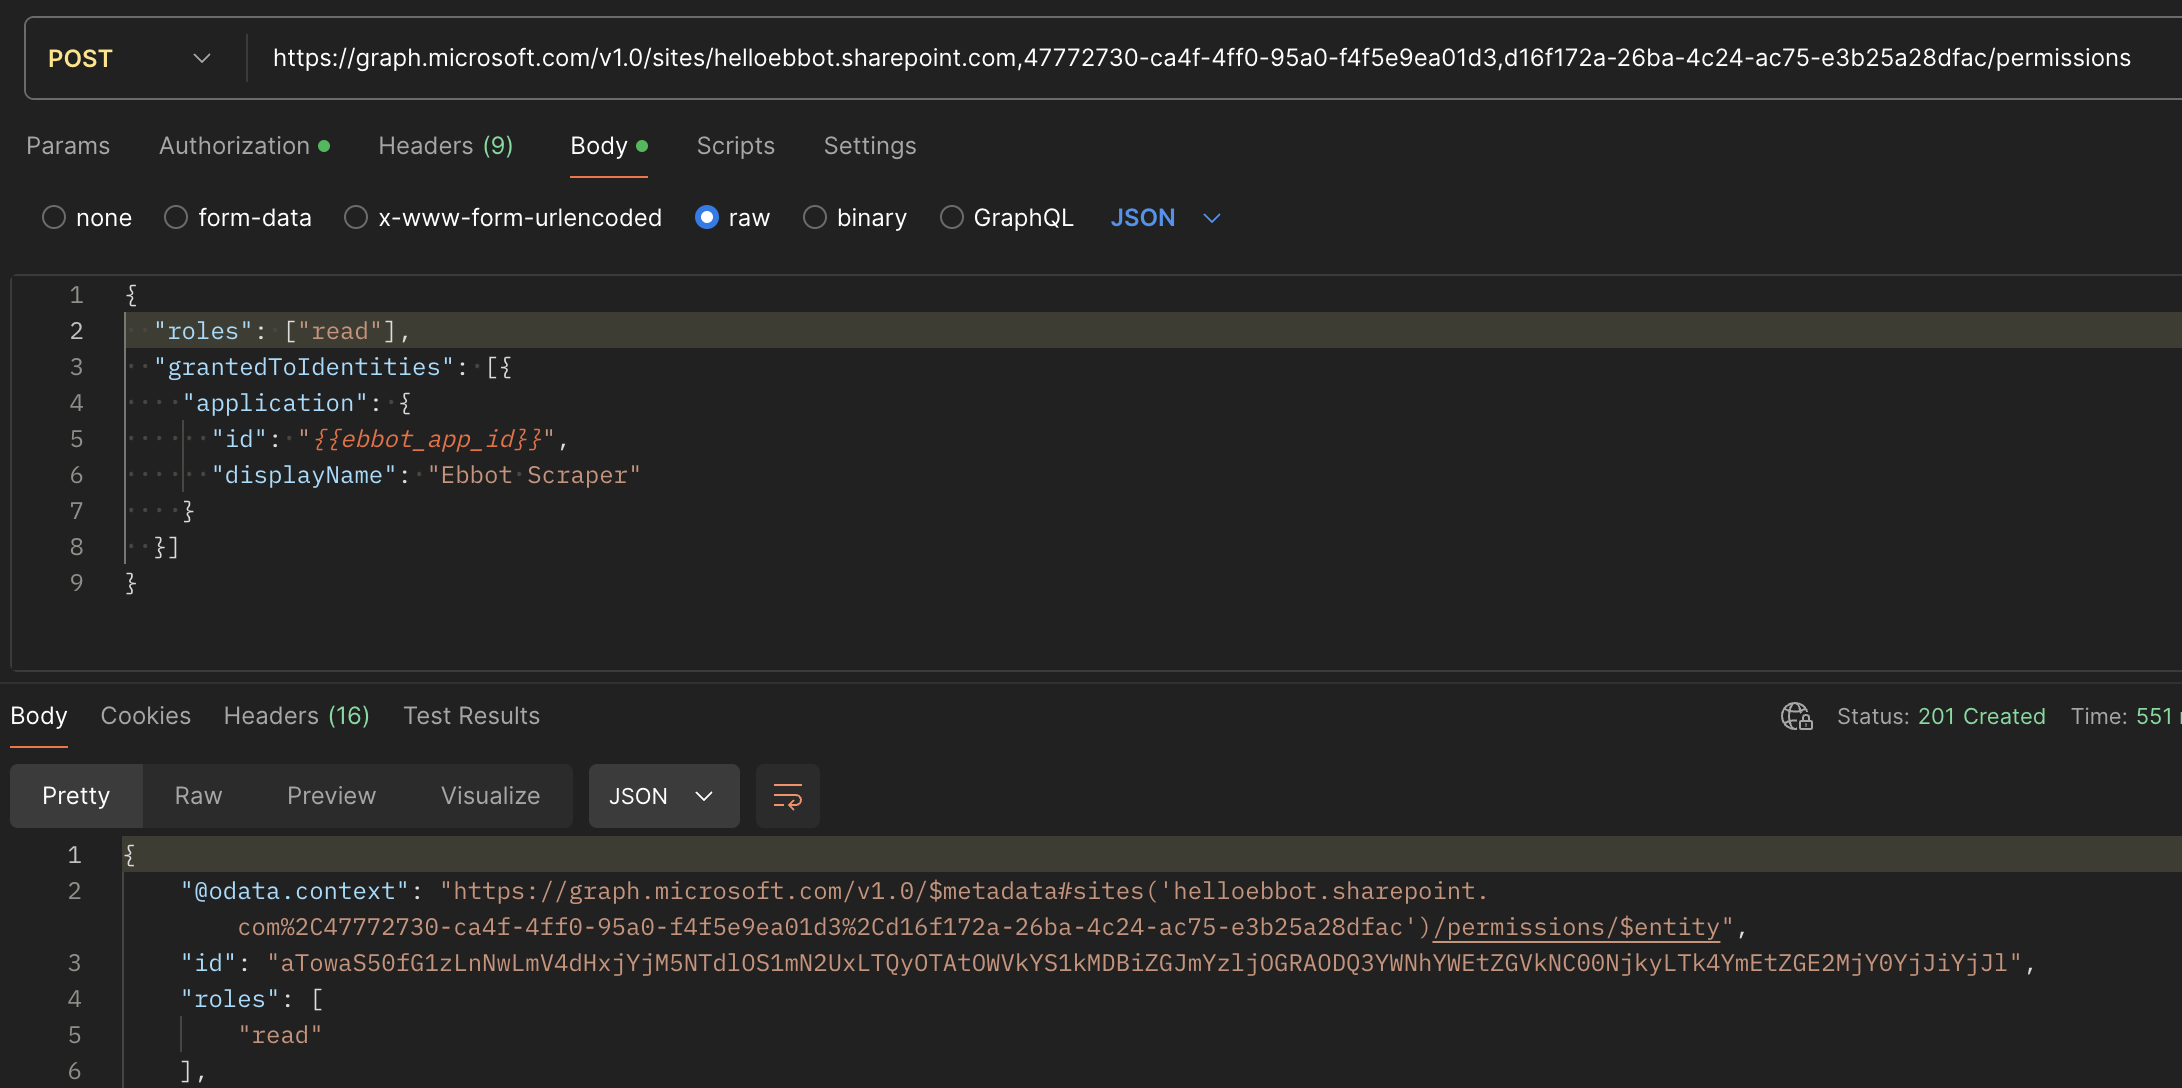 POST https://graph.microsoft.com/v1.0/sites/helloebbot.sharepoint.com,47772730-ca4f-4ff0-95a0-f4f5e9ea01d3,d16f172a-26ba-4c24-ac75-e3b25a28dfac/permissions
Params Authorization Headers (9) Body Scripts Settings
none form-data x-www-form-urlencoded raw binary GraphQL JSON
1 {
2 "roles": ["read"],
3 "grantedToIdentities": [{
4 "application": {
5 "id": "{{ebbot_app_id}}",
6 "displayName": "Ebbot Scraper"
7 }
8 }]
9 }
Body Cookies Headers (16) Test Results Status: 201 Created Time: 551
Pretty Raw Preview Visualize JSON
1 {
2 "@odata.context": "https://graph.microsoft.com/v1.0/$metadata#sites('helloebbot.sharepoint.
com%2C47772730-ca4f-4ff0-95a0-f4f5e9ea01d3%2Cd16f172a-26ba-4c24-ac75-e3b25a28dfac')/permissions/$entity",
3 "id": "aTowaS50fG1zLnNwLmV4dHxjYjM5NTdlOS1mN2UxLTQyOTAtOWVkYS1kMDBiZGJmYzljOGRAODQ3YWNhYWEtZGVkNC00NjkyLTk4YmEtZGE2MjY0YjJiYjJl",
4 "roles": [
5 "read"
6 ],